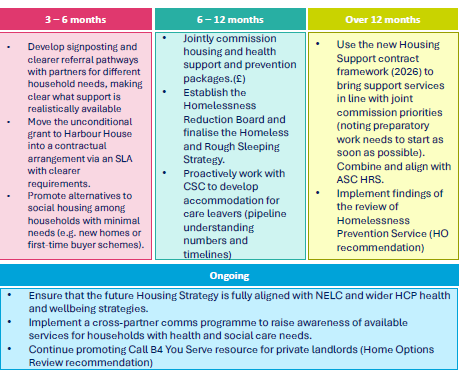 3 – 6 months
• Develop signposting and
clearer referral pathways
with partners for different
household needs, making
clear what support is
realistically available
• Move the unconditional
grant to Harbour House
into a contractual
arrangement via an SLA
with clearer
requirements.
• Promote alternatives to
social housing among
households with minimal
needs (e.g. new homes or
first-time buyer schemes).
6 – 12 months
• Jointly commission
housing and health
support and prevention
packages.(£)
• Establish the
Homelessness
Reduction Board and
finalise the Homeless
and Rough Sleeping
Strategy.
• Proactively work with
CSC to develop
accommodation for
care leavers (pipeline
understanding
numbers and
timelines)
Over 12 months
• Use the new Housing
Support contract
framework (2026) to
bring support services
in line with joint
commission priorities
(noting preparatory
work needs to start as
soon as possible).
Combine and align with
ASC HRS.
• Implement findings of
the review of
Homelessness
Prevention Service (HO
recommendation)
Ongoing
• Ensure that the future Housing Strategy is fully aligned with NELC and wider HCP health
and wellbeing strategies.
• Implement a cross-partner comms programme to raise awareness of available
services for households with health and social care needs.
• Continue promoting Call B4 You Serve resource for private landlords (Home Options
Review recommendation)